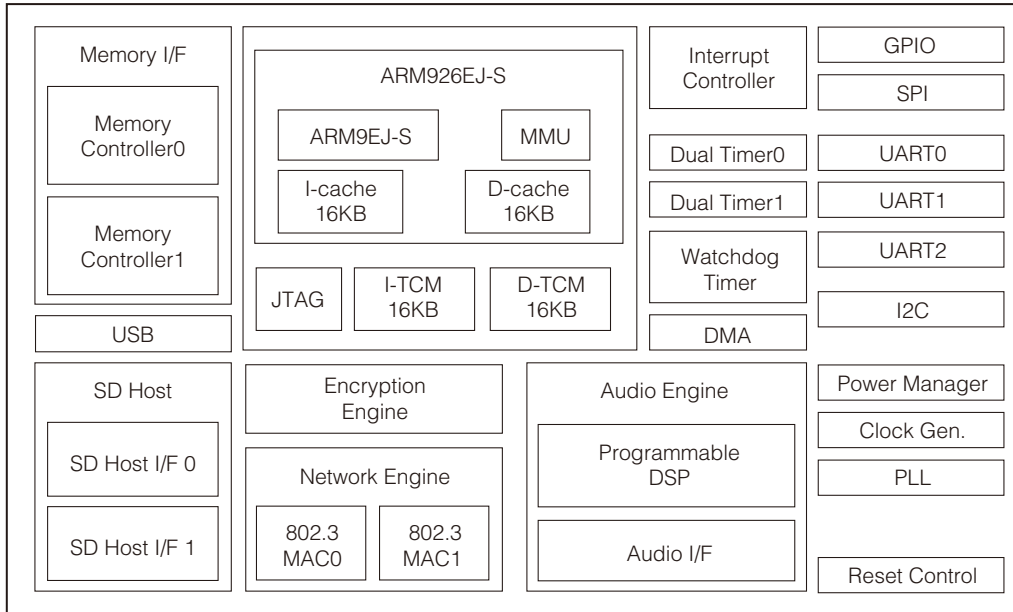 Memory I/F
Memory
Controller0
Memory
Controller1
USB
SD Host
SD Host I/F 0
SD Host I/F 1
ARM926EJ-S
ARM9EJ-S
MMU
I-cache
16KB
D-cache
16KB
JTAG
I-TCM
16KB
D-TCM
16KB
Encryption
Engine
Network Engine
802.3
MAC0
802.3
MAC1
Interrupt
Controller
Dual Timer0
Dual Timer1
Watchdog
Timer
DMA
Audio Engine
Programmable
DSP
Audio I/F
GPIO
SPI
UART0
UART1
UART2
I2C
Power Manager
Clock Gen.
PLL
Reset Control